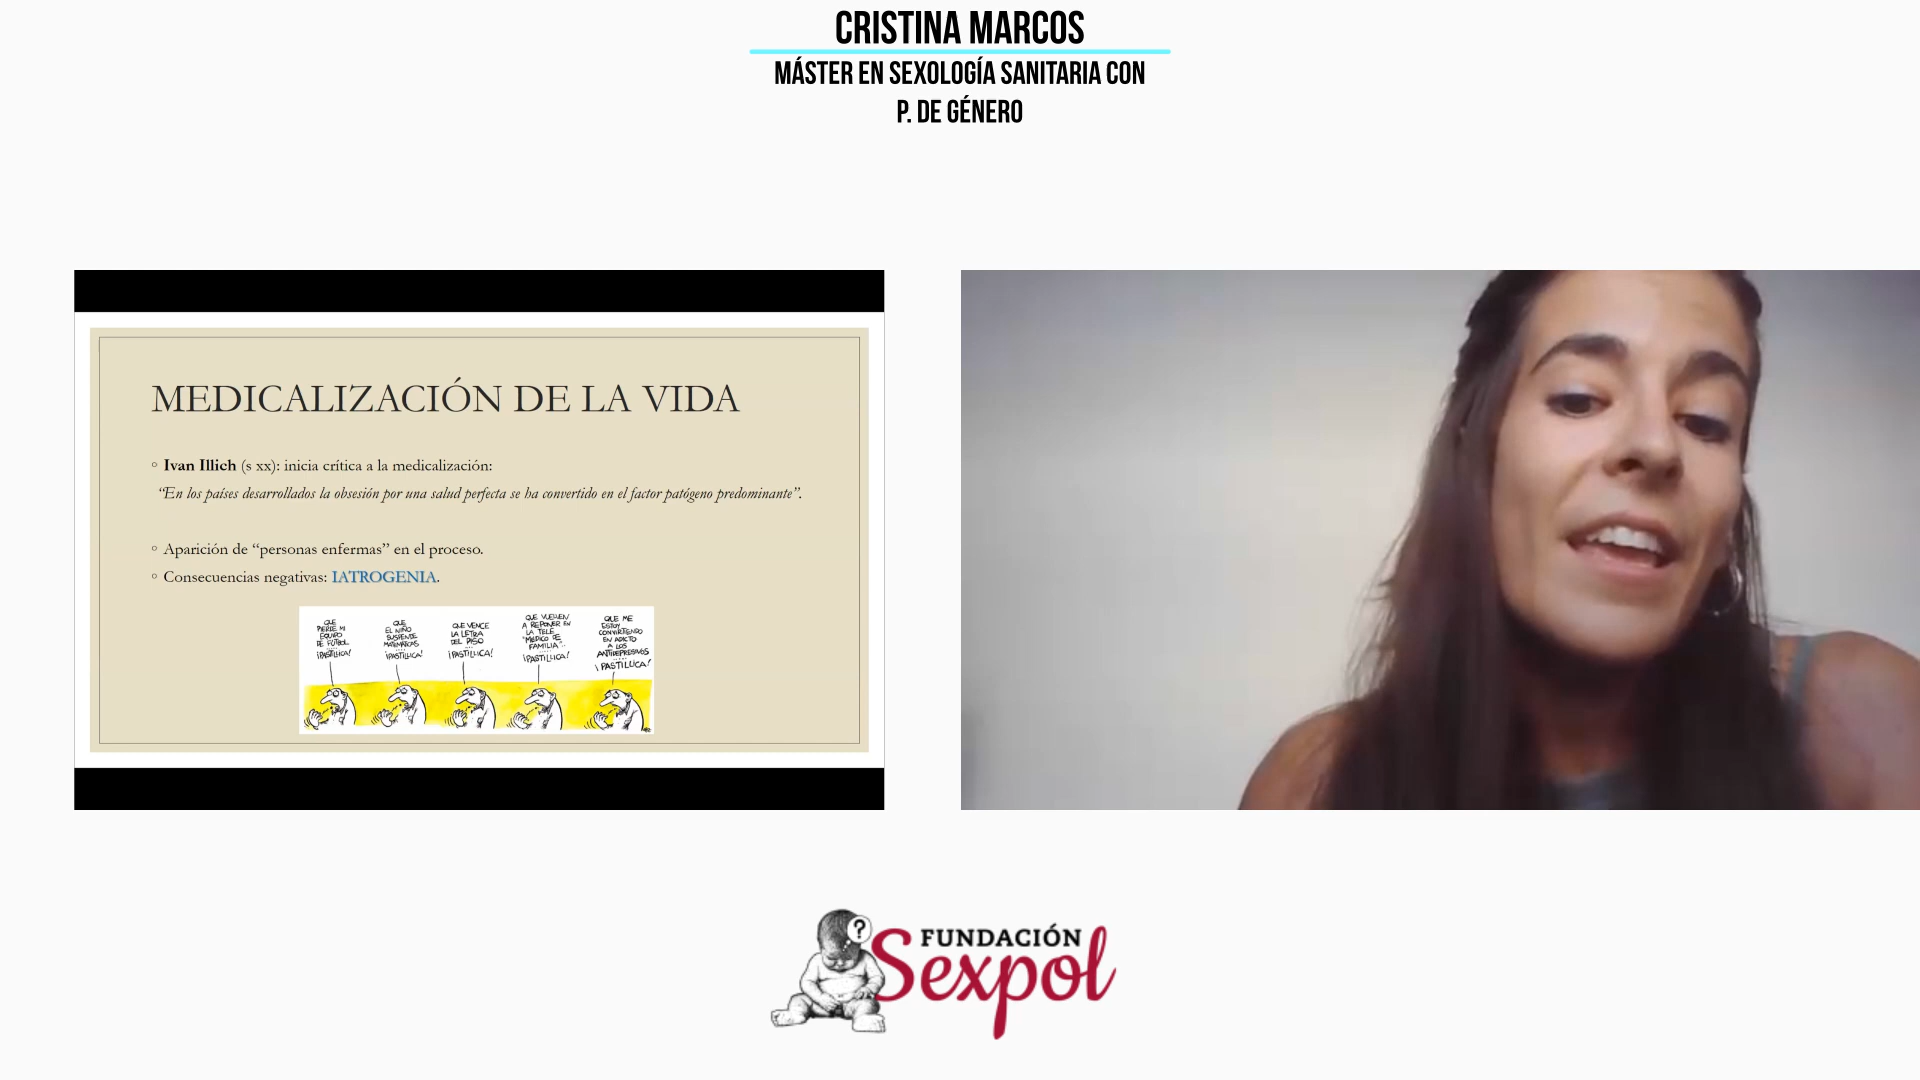 CRISTINA MARCOS
MÁSTER EN SEXOLOGÍA SANITARIA CON
P. DE GÉNERO
MEDICALIZACIÓN DE LA VIDA
◦ Ivan Illich (s xx): inicia crítica a la medicalización:
“En los países desarrollados la obsesión por una salud perfecta se ha convertido en el factor patógeno predominante”.
◦ Aparición de “personas enfermas” en el proceso.
◦ Consecuencias negativas: IATROGENIA.
QUE
PIERDE MI
EQUIPO
DE FÚTBOL
....
¡PASTILLICA!
QUE
EL NIÑO
SUSPENDE
MATEMÁTICAS
....
¡PASTILLICA!
QUE VENCE
LA LETRA
DEL PISO
....
¡PASTILLICA!
QUE VUELVEN
A REPONER EN
LA TELE
"MÉDICO DE
FAMILIA"..
....
¡PASTILLICA!
QUE ME
ESTOY
CONVIRTIENDO
EN ADICTO
A LOS
ANTIDEPRESIVOS
....
¡PASTILLICA!
?
FUNDACIÓN
Sexpol